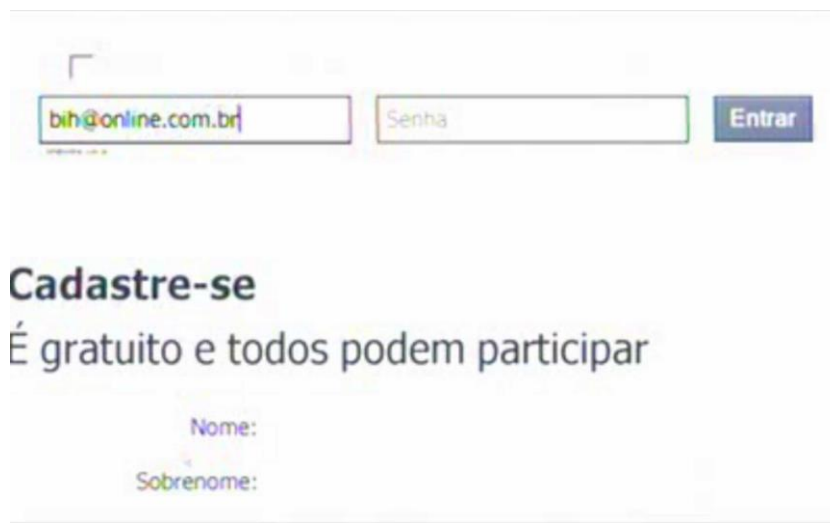 bih@online.com.br Senha Entrar
Cadastre-se
É gratuito e todos podem participar
Nome:
Sobrenome: